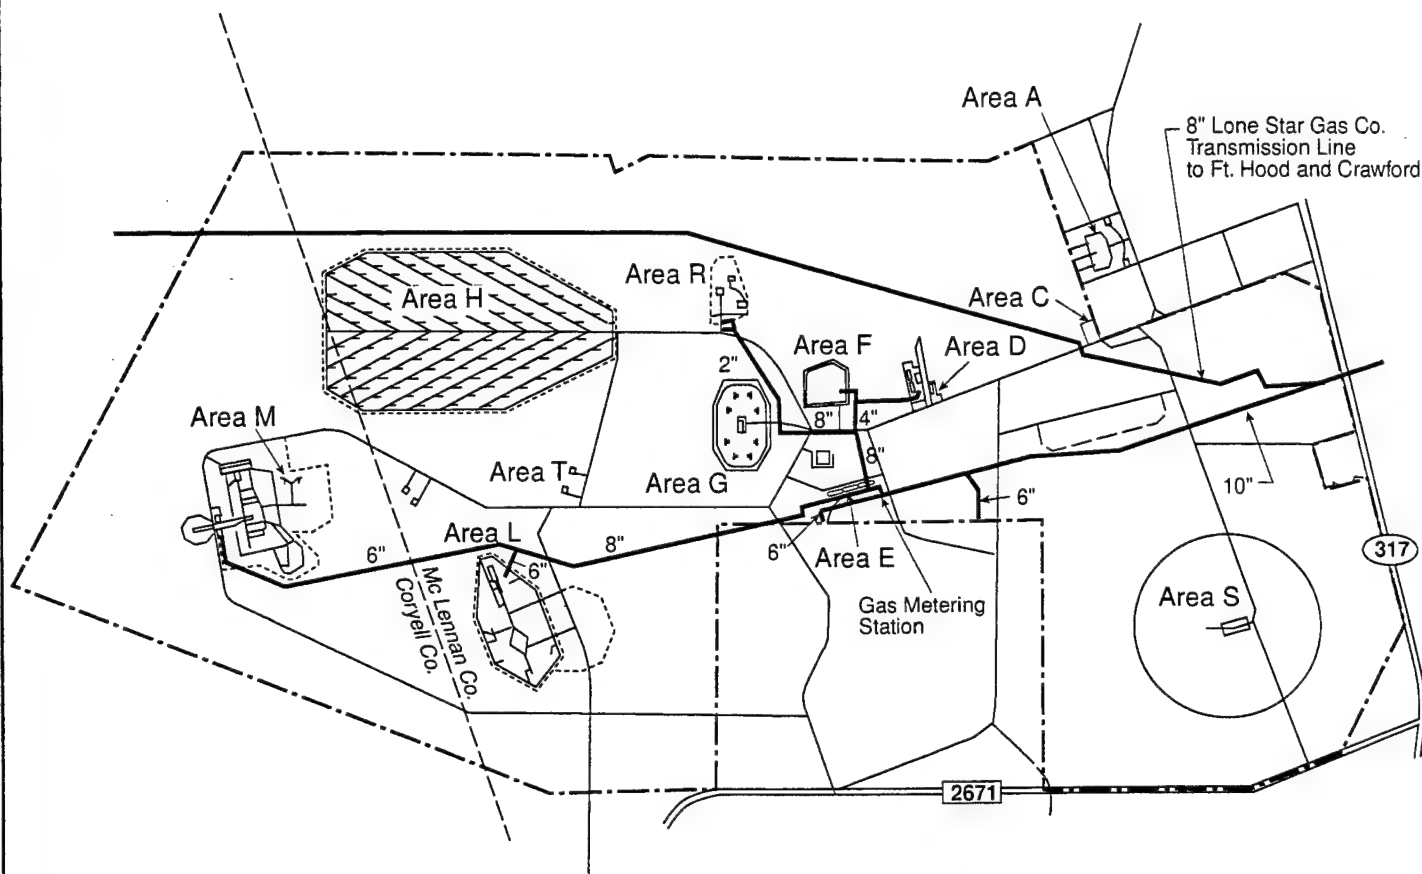 Area A
8" Lone Star Gas Co.
Transmission Line
to Ft. Hood and Crawford
Area R
Area H
Area C
Area F
Area D
2"
8"
4"
Area M
8"
Area T
Area G
10"
6"
Area L
6"
8"
6"
Area E
317
6"
Mc Lennan Co.
Coryell Co.
Gas Metering
Station
Area S
2671